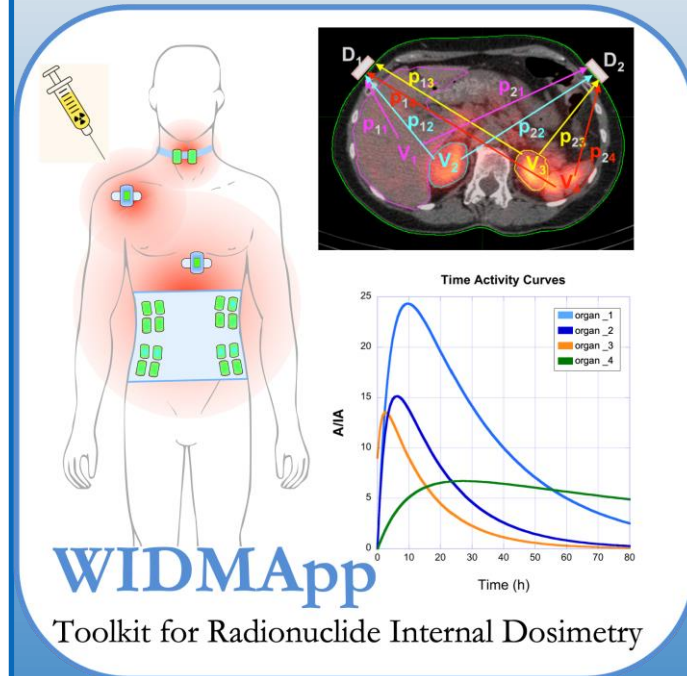 D1
D2
p13
p21
p1
p11
p12
p22
p23
p24
V1
V2
V3
V
Time Activity Curves
25
20
15
10
5
0
A/IA
organ _1
organ _2
organ _3
organ _4
0 10 20 30 40 50 60 70 80
Time (h)
WIDMApp
Toolkit for Radionuclide Internal Dosimetry